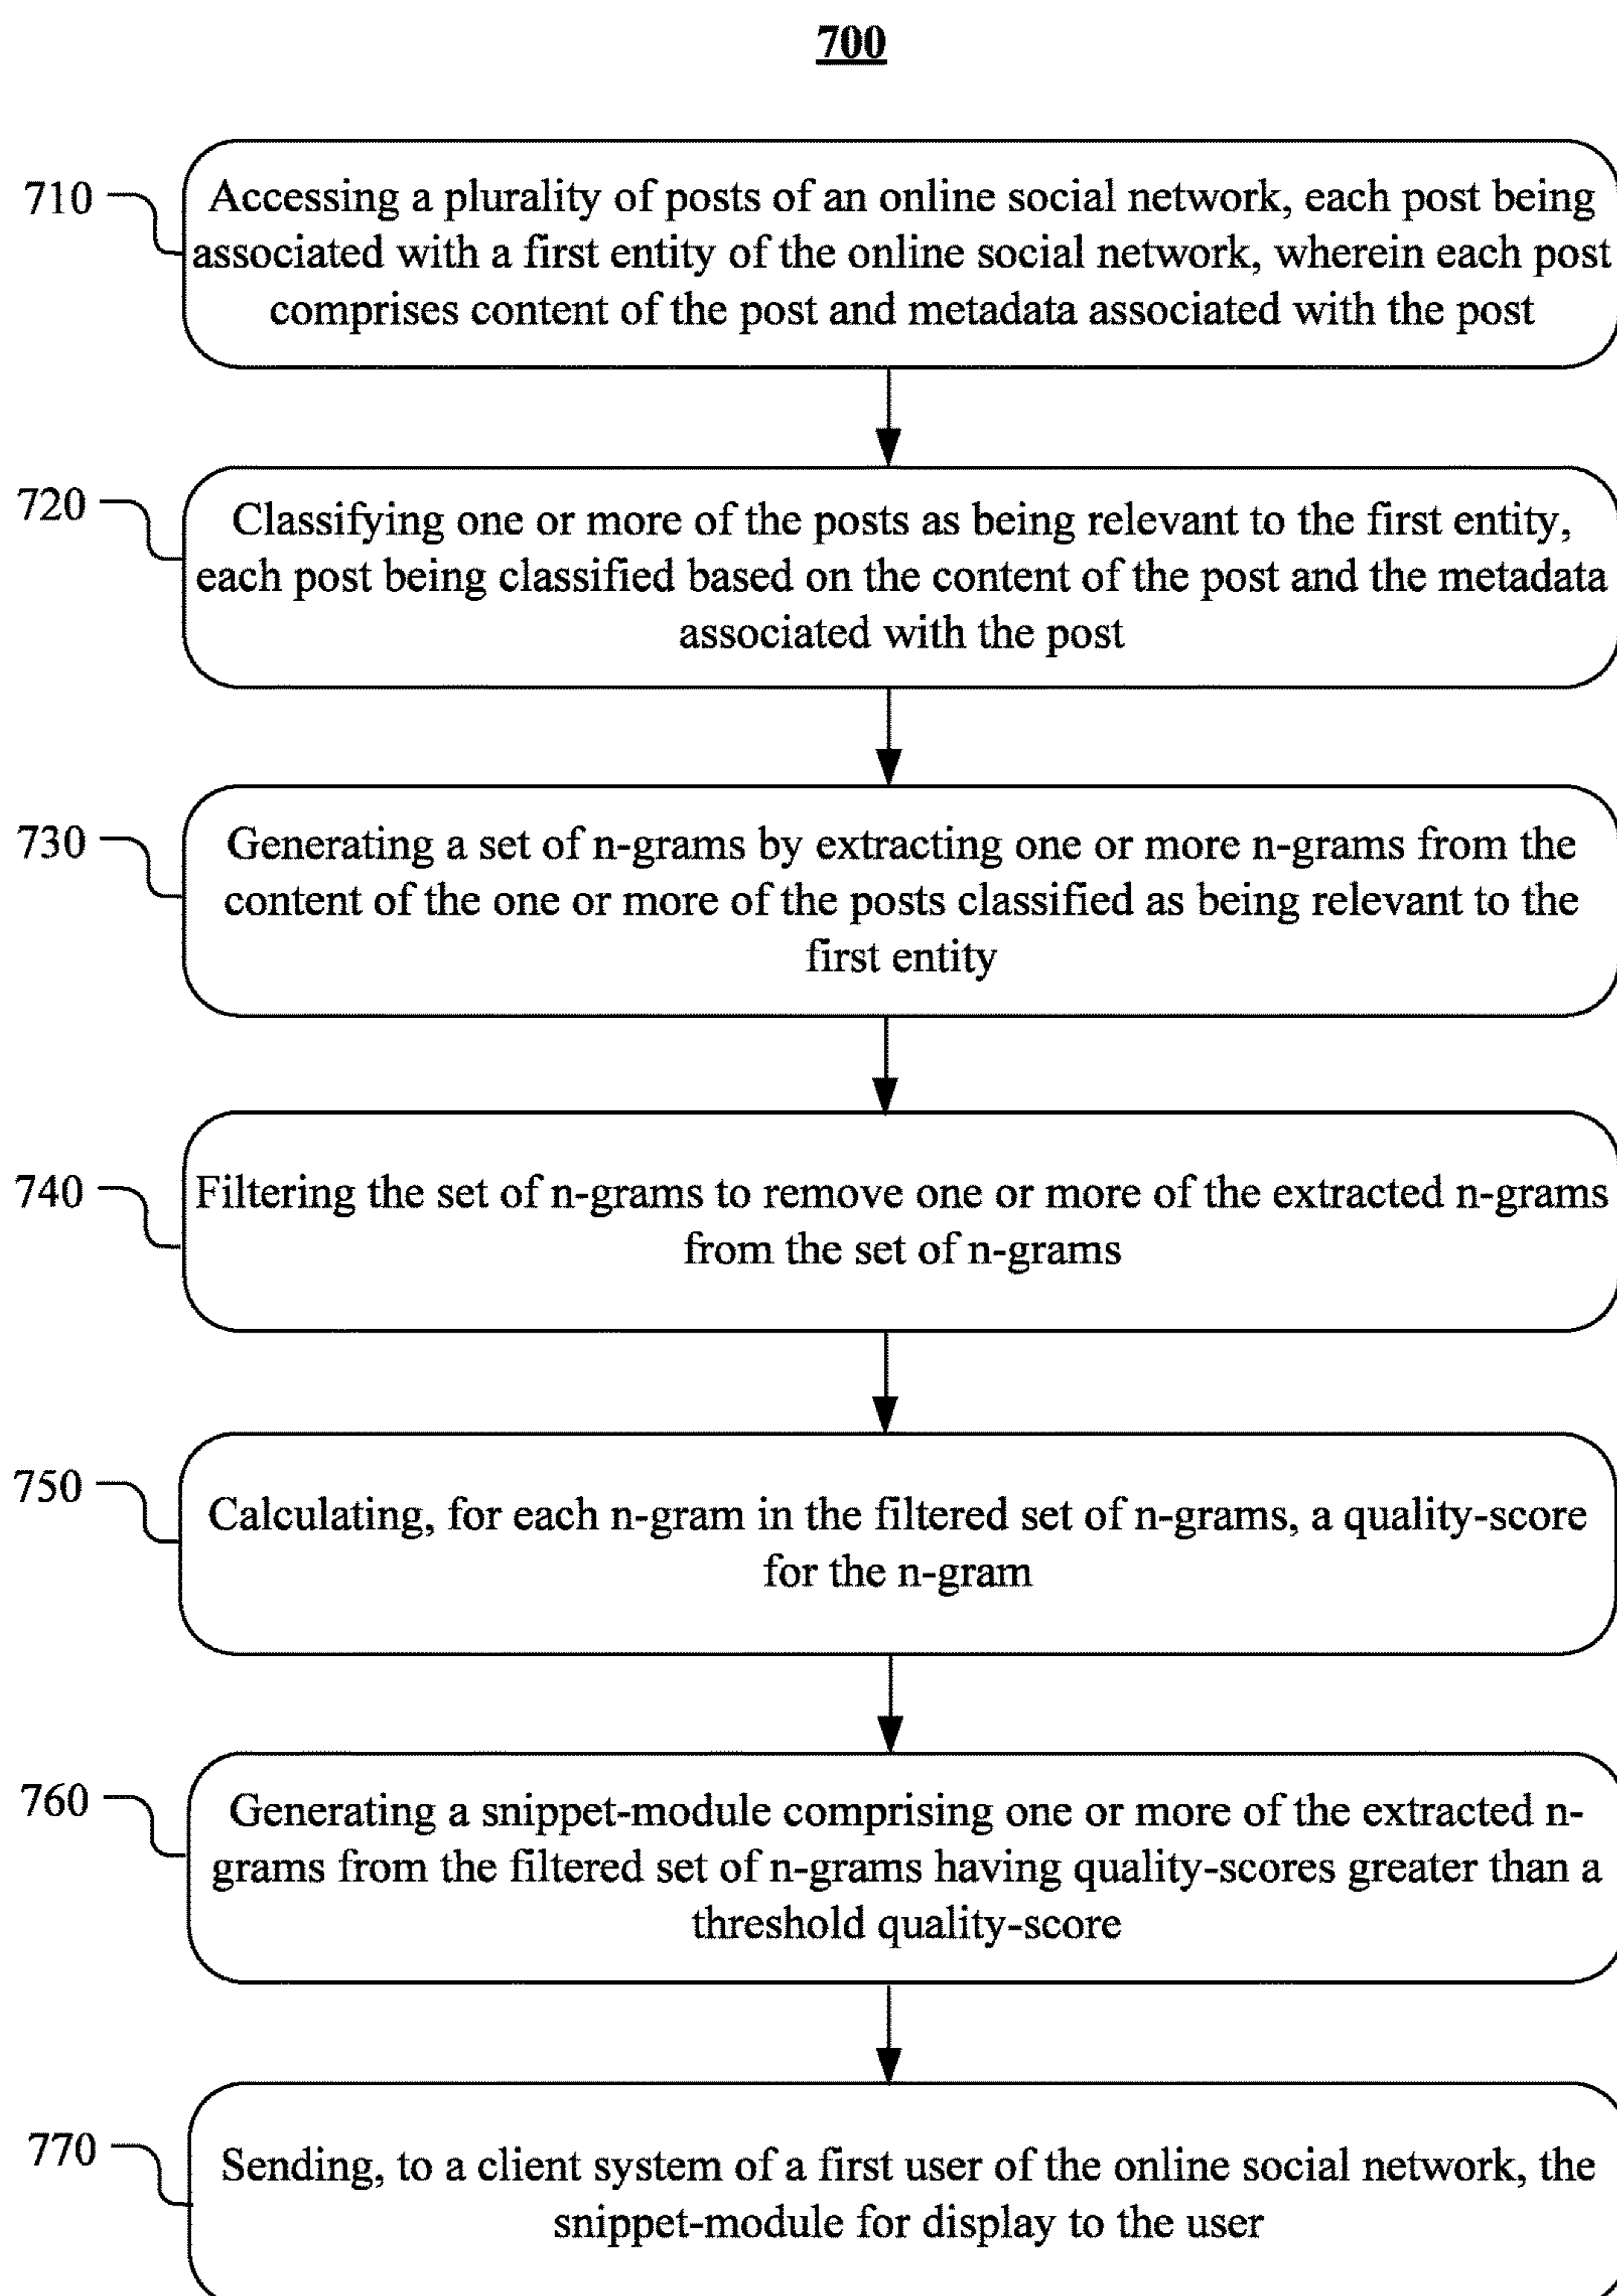 700
710
Accessing a plurality of posts of an online social network, each post being
associated with a first entity of the online social network, wherein each post
comprises content of the post and metadata associated with the post
720
Classifying one or more of the posts as being relevant to the first entity,
each post being classified based on the content of the post and the metadata
associated with the post
730
Generating a set of n-grams by extracting one or more n-grams from the
content of the one or more of the posts classified as being relevant to the
first entity
740
Filtering the set of n-grams to remove one or more of the extracted n-grams
from the set of n-grams
750
Calculating, for each n-gram in the filtered set of n-grams, a quality-score
for the n-gram
760
Generating a snippet-module comprising one or more of the extracted n-
grams from the filtered set of n-grams having quality-scores greater than a
threshold quality-score
770
Sending, to a client system of a first user of the online social network, the
snippet-module for display to the user